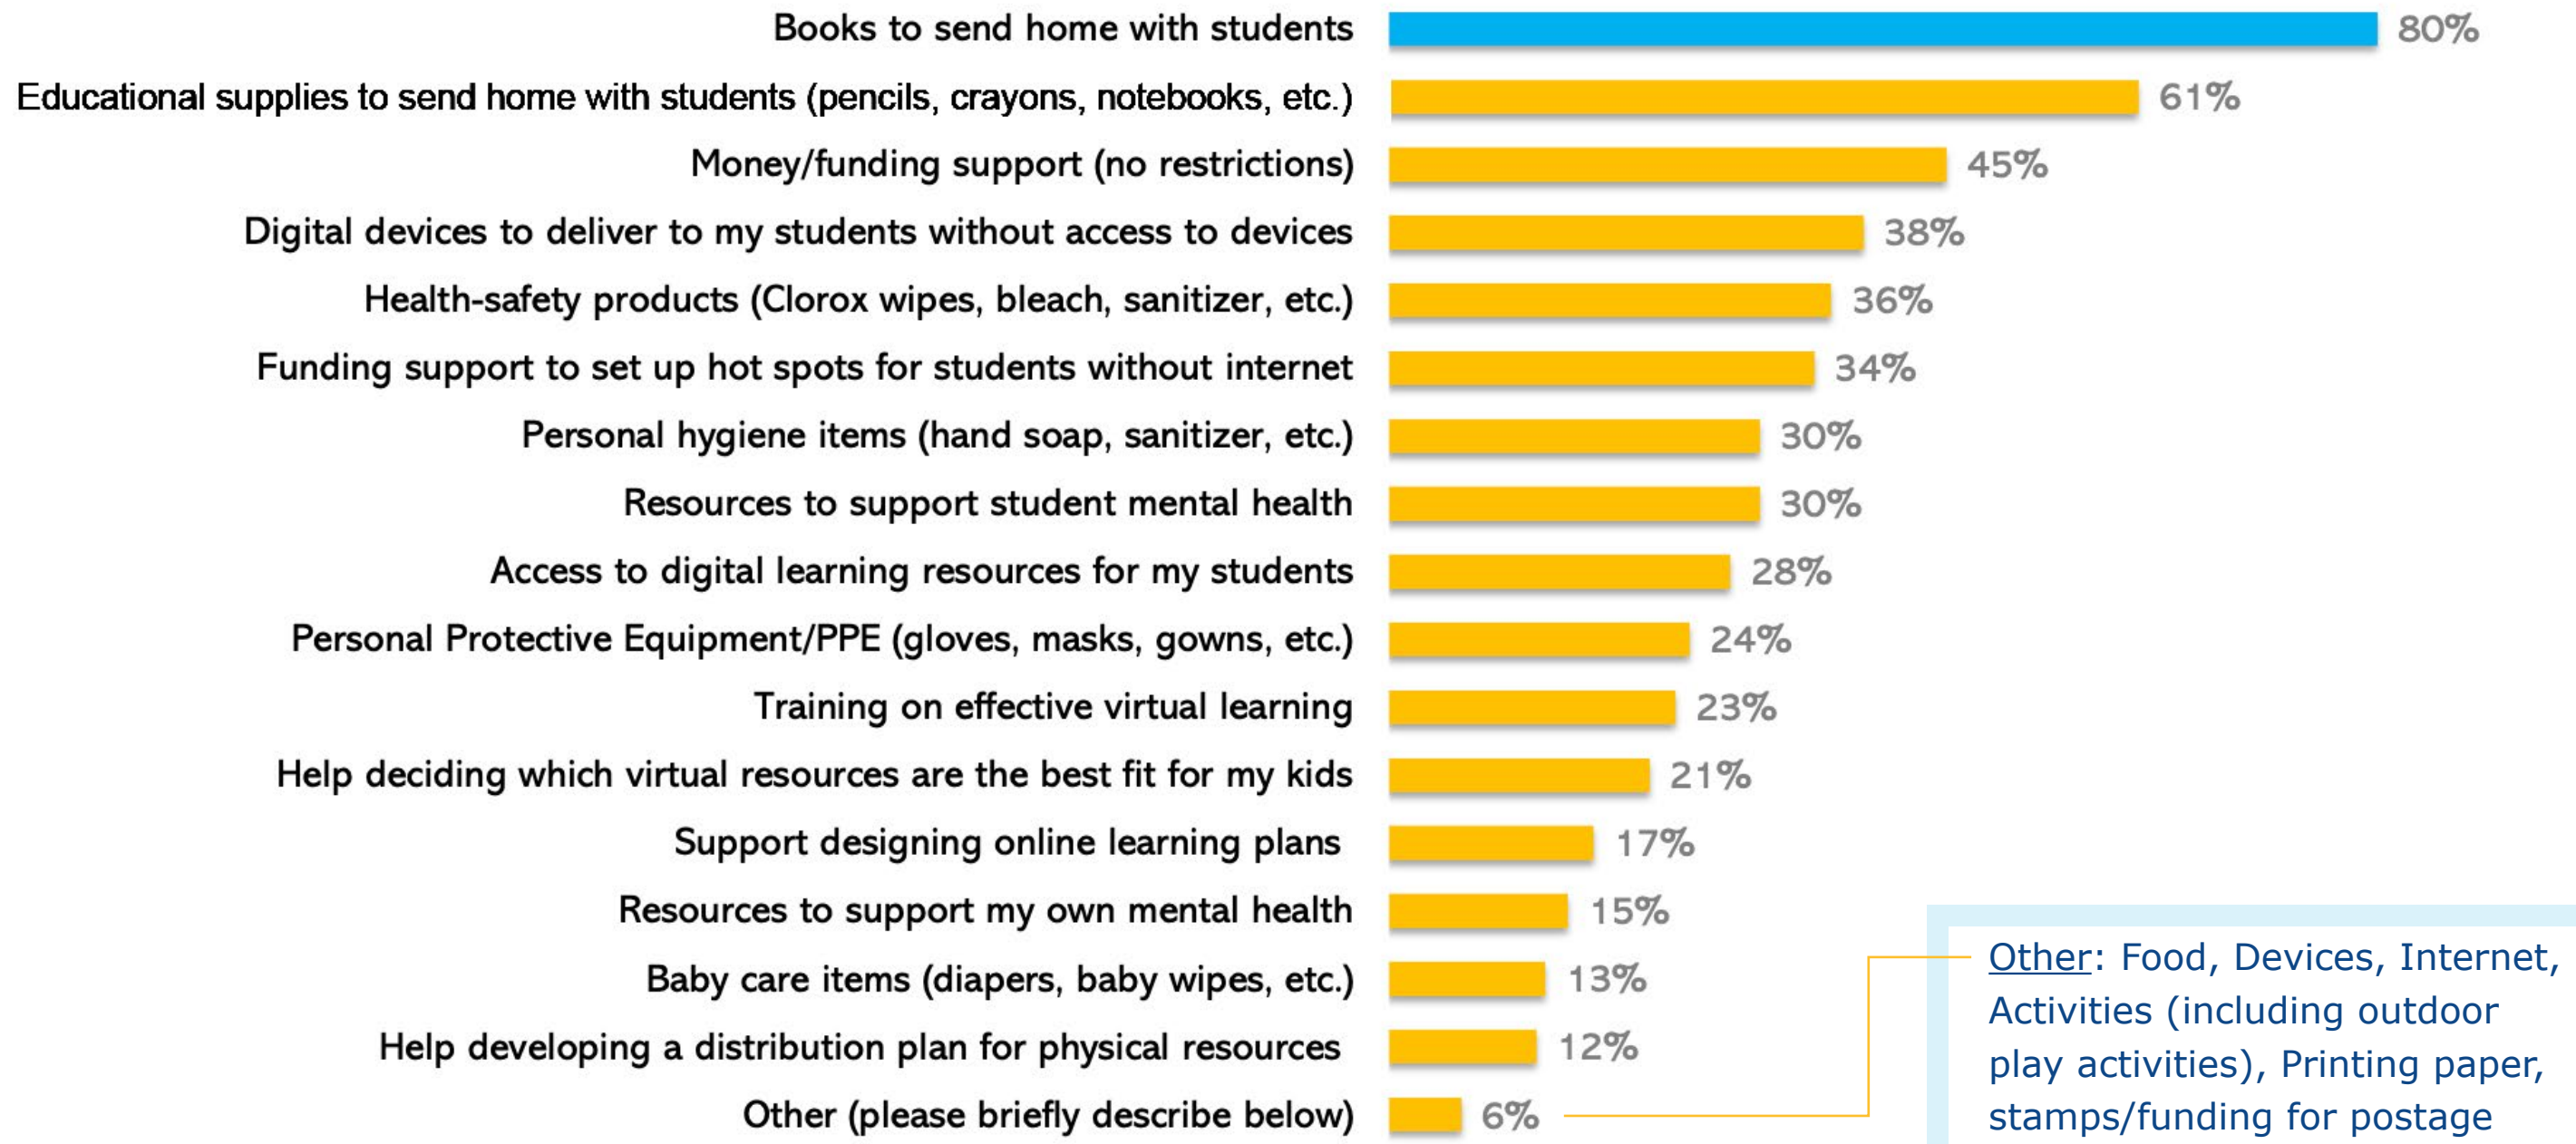 Books to send home with students 80%
Educational supplies to send home with students (pencils, crayons, notebooks, etc.) 61%
Money/funding support (no restrictions) 45%
Digital devices to deliver to my students without access to devices 38%
Health-safety products (Clorox wipes, bleach, sanitizer, etc.) 36%
Funding support to set up hot spots for students without internet 34%
Personal hygiene items (hand soap, sanitizer, etc.) 30%
Resources to support student mental health 30%
Access to digital learning resources for my students 28%
Personal Protective Equipment/PPE (gloves, masks, gowns, etc.) 24%
Training on effective virtual learning 23%
Help deciding which virtual resources are the best fit for my kids 21%
Support designing online learning plans 17%
Resources to support my own mental health 15%
Baby care items (diapers, baby wipes, etc.) 13%
Help developing a distribution plan for physical resources 12%
Other (please briefly describe below) 6%
Other: Food, Devices, Internet,
Activities (including outdoor
play activities), Printing paper,
stamps/funding for postage